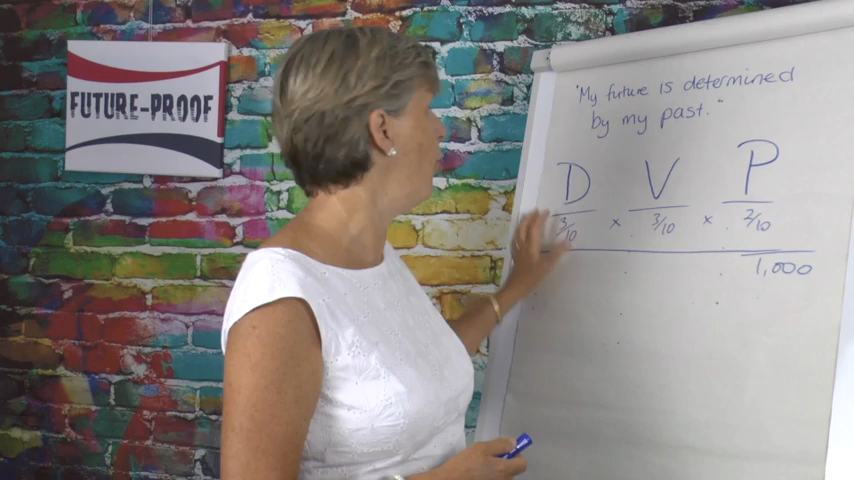 FUTURE-PROOF
"My future is determined
by my past."
D V P
3/10 x 3/10 x 2/10
1,000